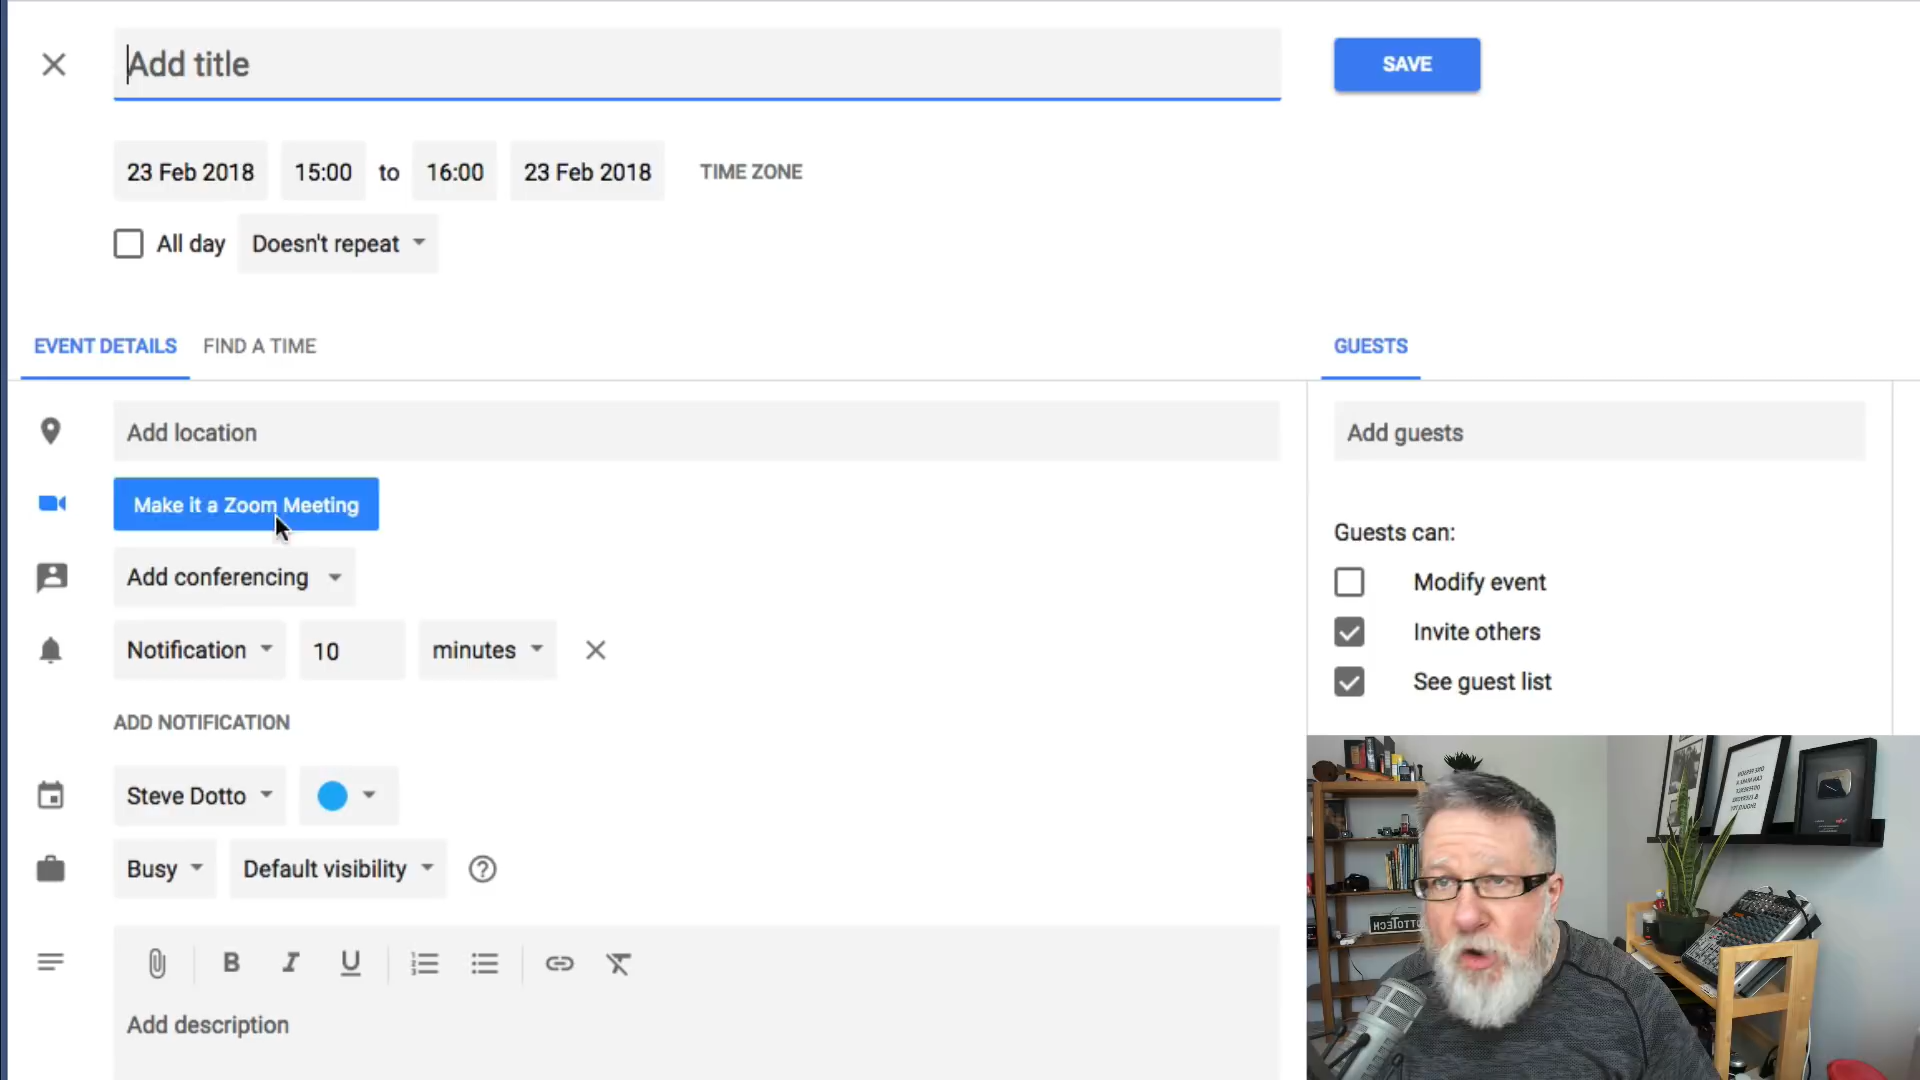 Add title
SAVE
23 Feb 2018 15:00 to 16:00 23 Feb 2018 TIME ZONE
All day Doesn't repeat
EVENT DETAILS FIND A TIME GUESTS
Add location
Add guests
Make it a Zoom Meeting
Guests can:
Add conferencing
Modify event
Invite others
Notification 10 minutes
See guest list
ADD NOTIFICATION
Steve Dotto
Busy Default visibility
B I U
Add description
DOTTOTECH